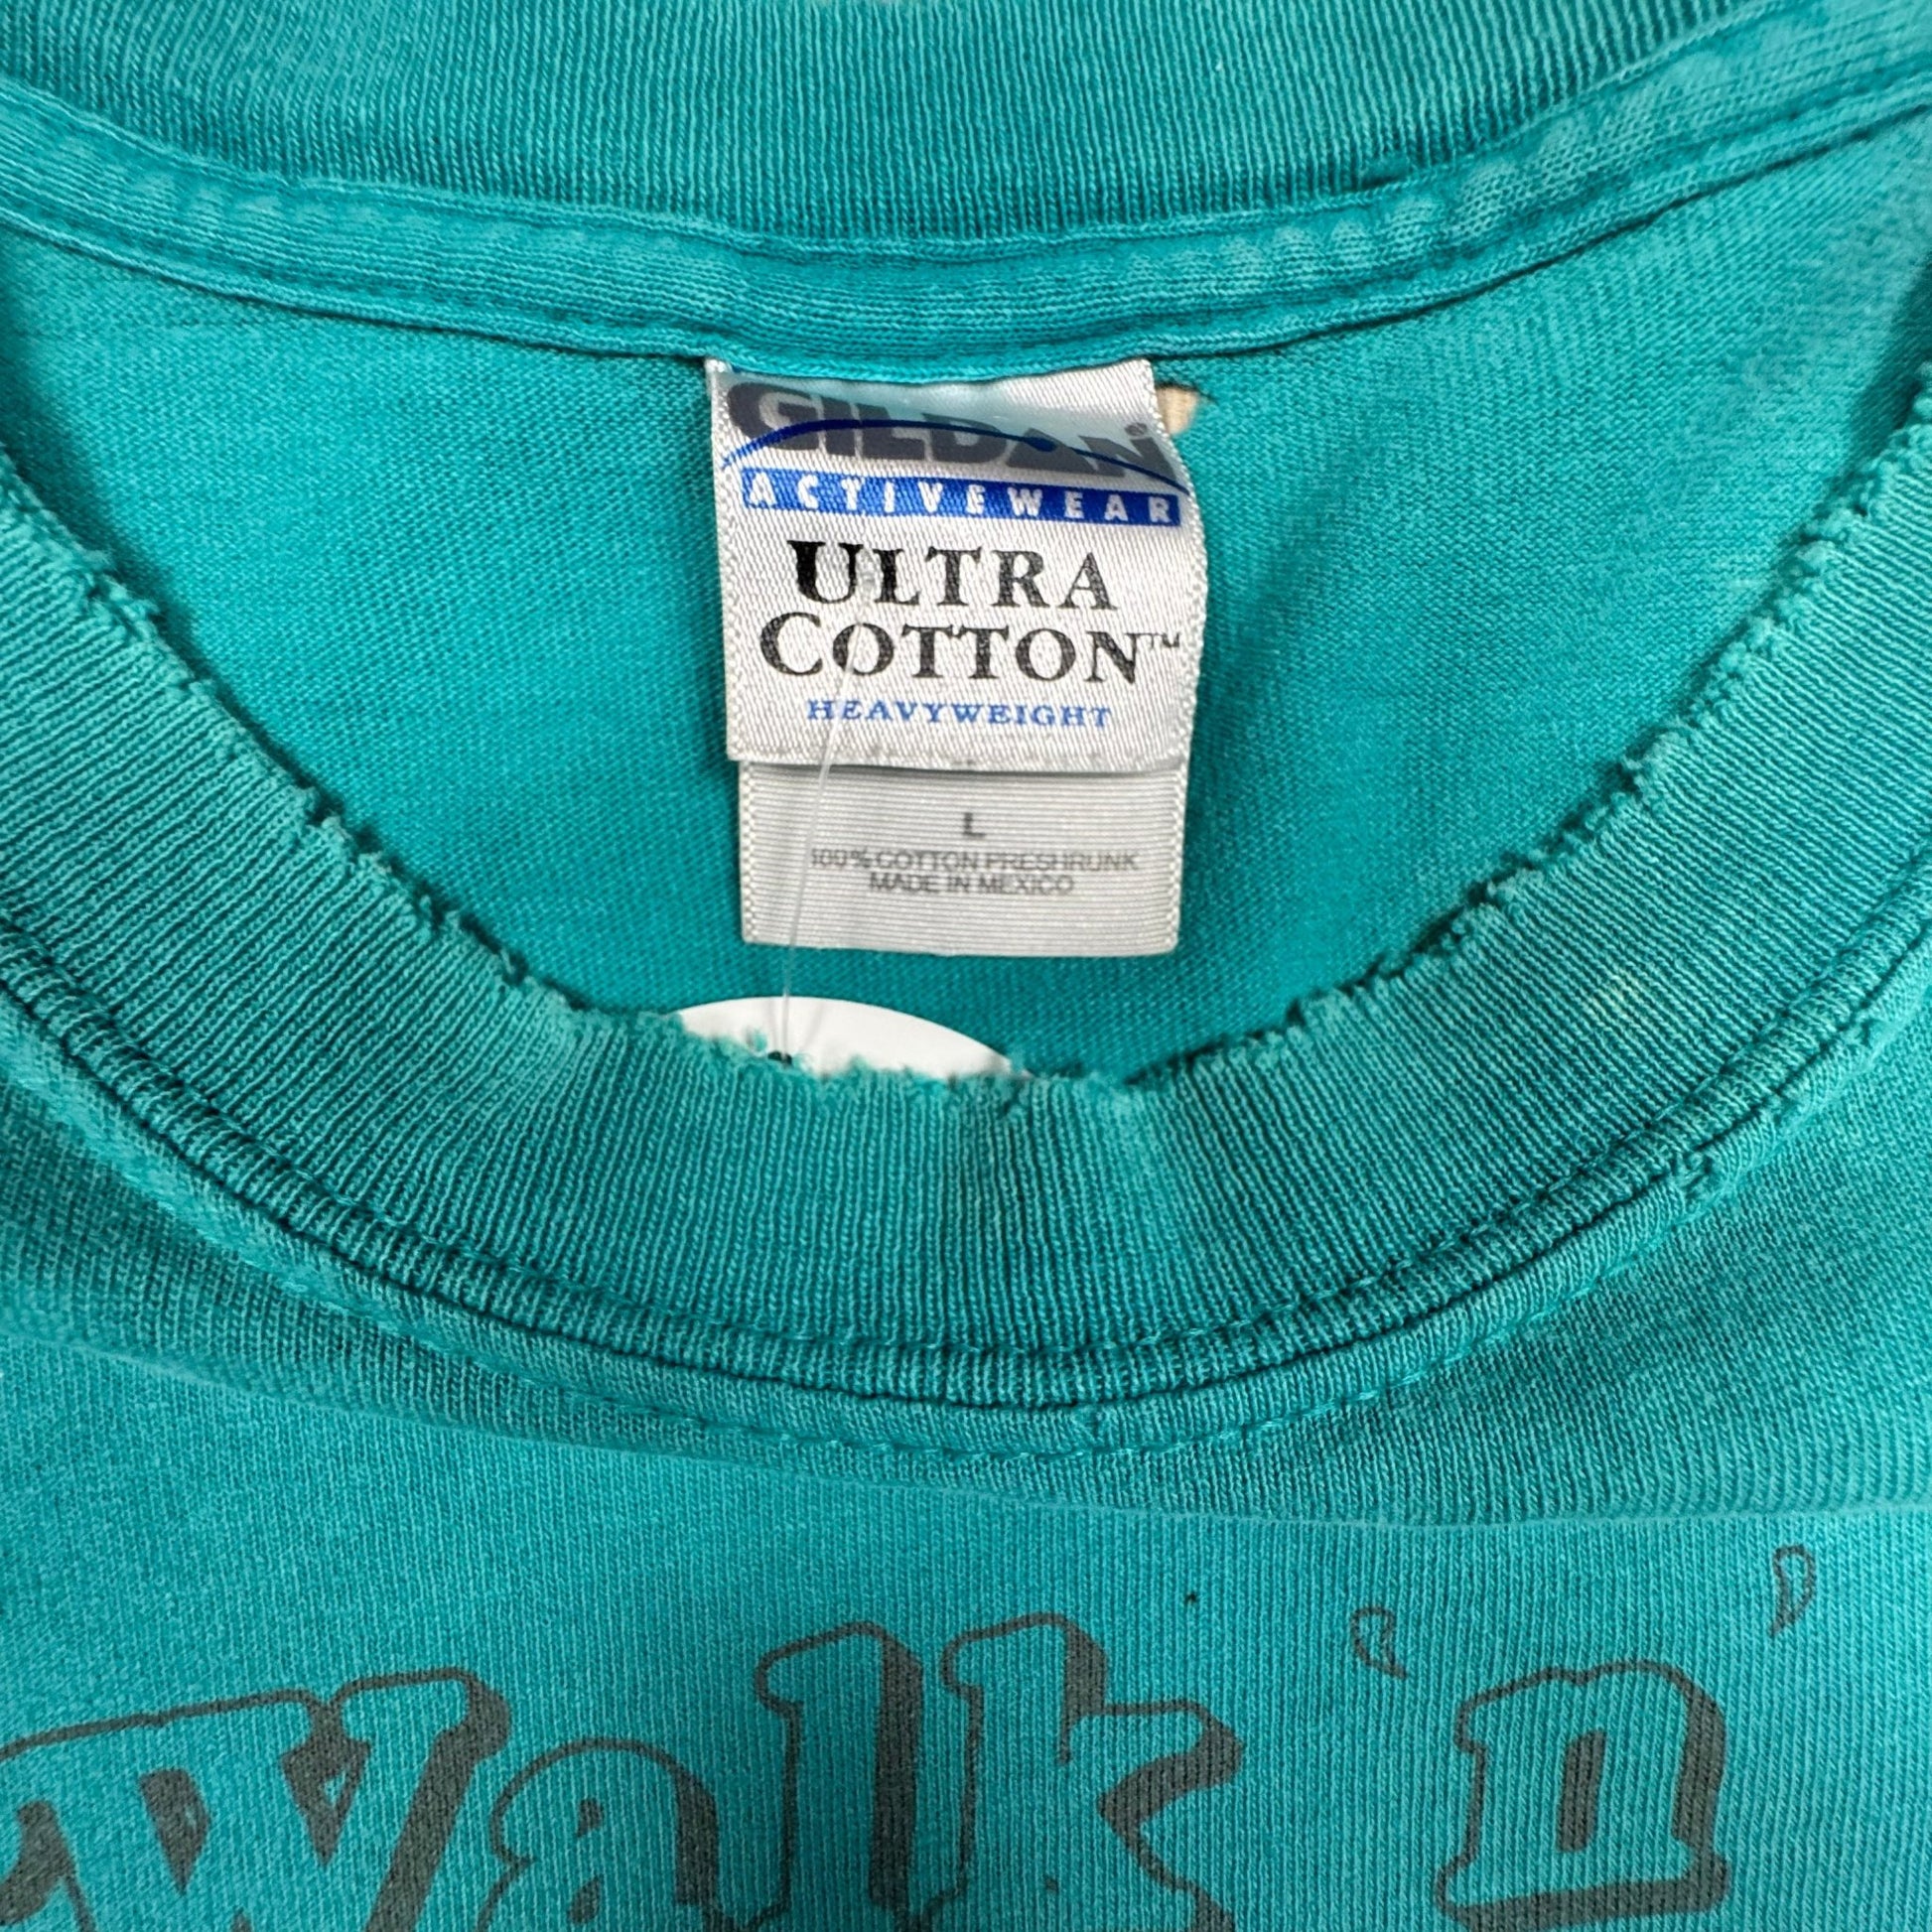 GILDAN®
ACTIVEWEAR
ULTRA
COTTON™
HEAVYWEIGHT
L
100% COTTON PRESHRUNK
MADE IN MEXICO
Walk 'n'